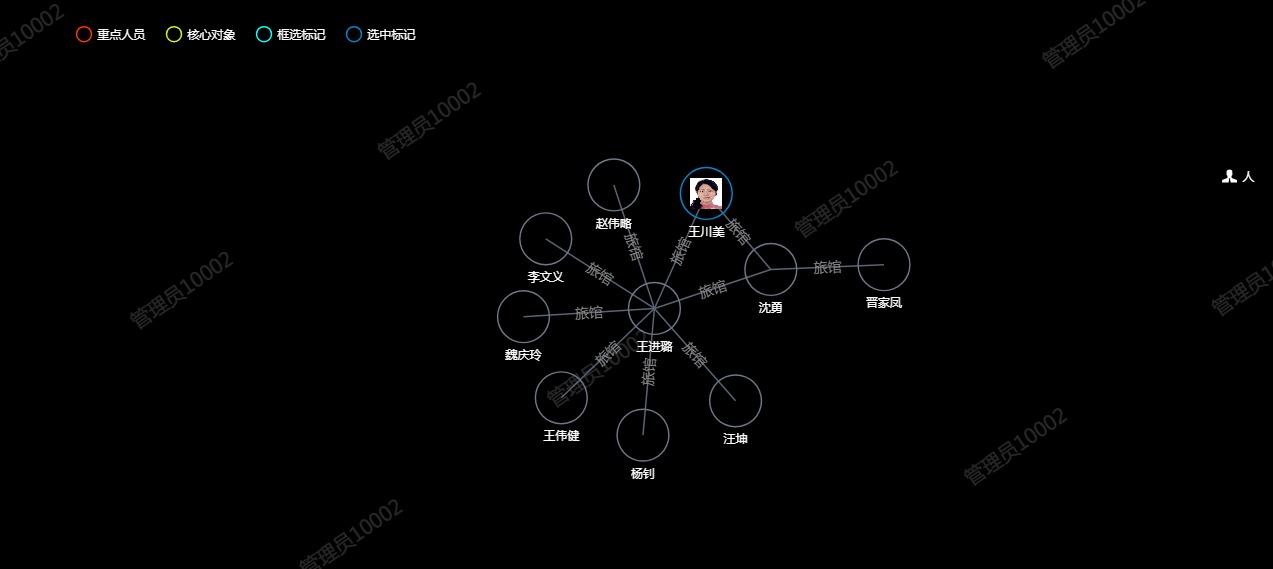 重点人员 核心对象 框选标记 选中标记
管理员10002
管理员10002
管理员10002
管理员10002
人
赵伟略
王川美
旅馆
旅馆
旅馆
李文义
旅馆
旅馆
晋家凤
管理员10002
旅馆
沈勇
旅馆
魏庆玲
王进璐
旅馆
旅馆
旅馆
管理员10002
王伟健
汪坤
杨钊
管理员10002
管理员10002
管理员10002